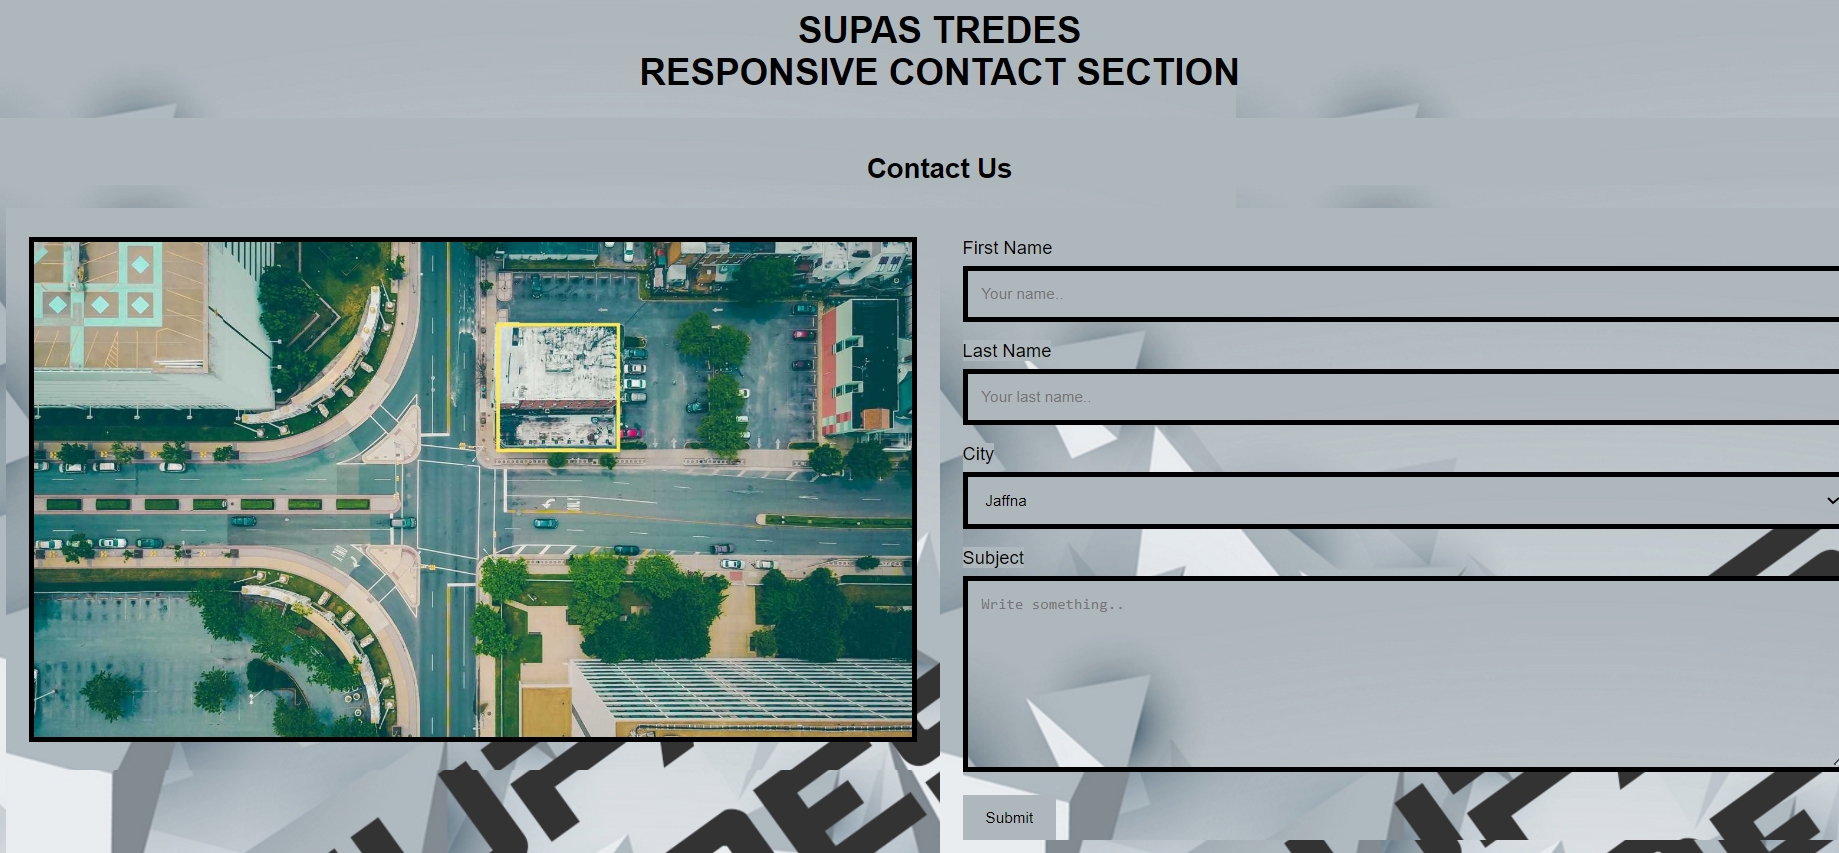 SUPAS TREDES
RESPONSIVE CONTACT SECTION
Contact Us
First Name
Your name..
Last Name
Your last name..
City
Jaffna
Subject
Write something..
Submit